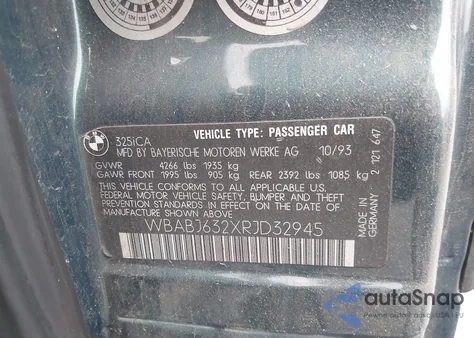 BMW
325iCA
VEHICLE TYPE: PASSENGER CAR
MFD BY BAYERISCHE MOTOREN WERKE AG 10/93
GVWR 4266 lbs 1935 kg
GAWR FRONT 1995 lbs 905 kg REAR 2392 lbs 1085 kg
THIS VEHICLE CONFORMS TO ALL APPLICABLE U.S.
FEDERAL MOTOR VEHICLE SAFETY, BUMPER, AND THEFT
PREVENTION STANDARDS IN EFFECT ON THE DATE OF
MANUFACTURE SHOWN ABOVE.
WBABJ632XRJD32945
MADE IN
GERMANY 2 121 647
autaSnap